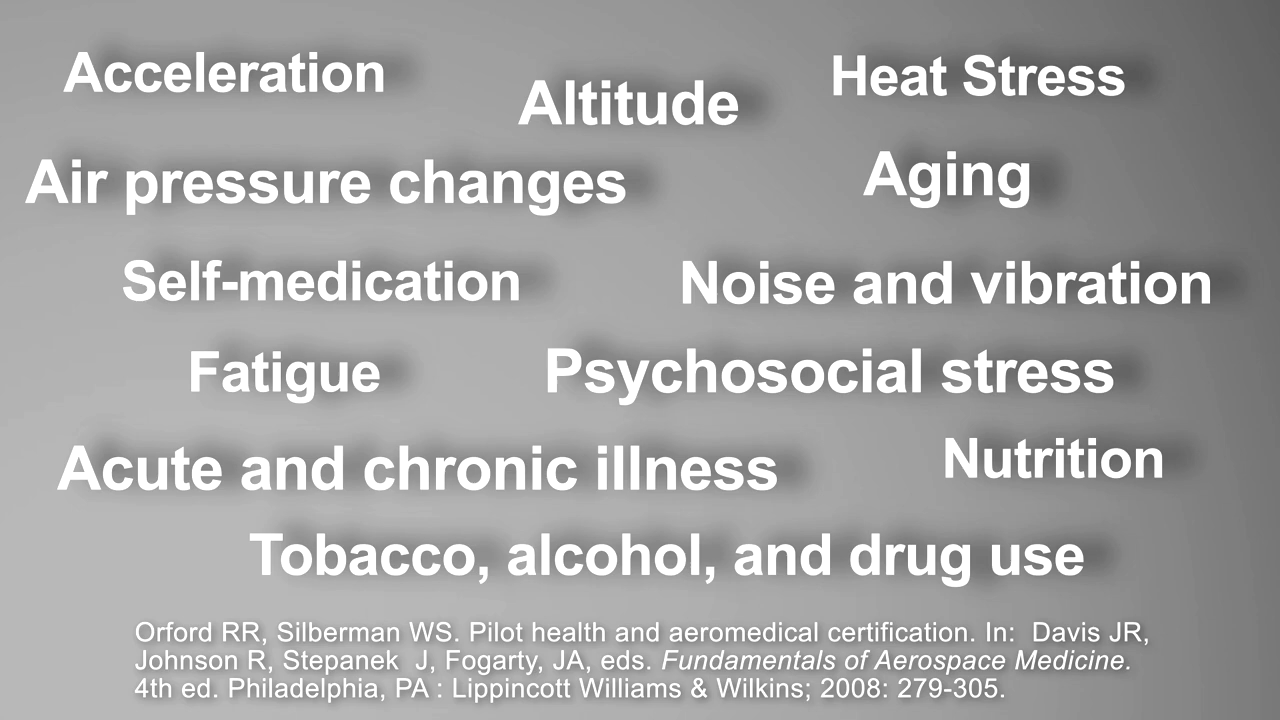 Acceleration
Altitude
Heat Stress
Air pressure changes
Aging
Self-medication
Noise and vibration
Fatigue
Psychosocial stress
Acute and chronic illness
Nutrition
Tobacco, alcohol, and drug use
Orford RR, Silberman WS. Pilot health and aeromedical certification. In:  Davis JR,
Johnson R, Stepanek  J, Fogarty, JA, eds. Fundamentals of Aerospace Medicine.
4th ed. Philadelphia, PA : Lippincott Williams & Wilkins; 2008: 279-305.